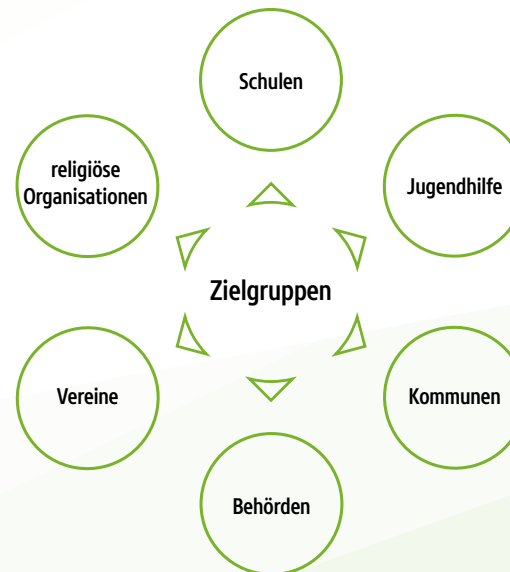 Schulen
religiöse
Organisationen
Jugendhilfe
Zielgruppen
Vereine
Kommunen
Behörden